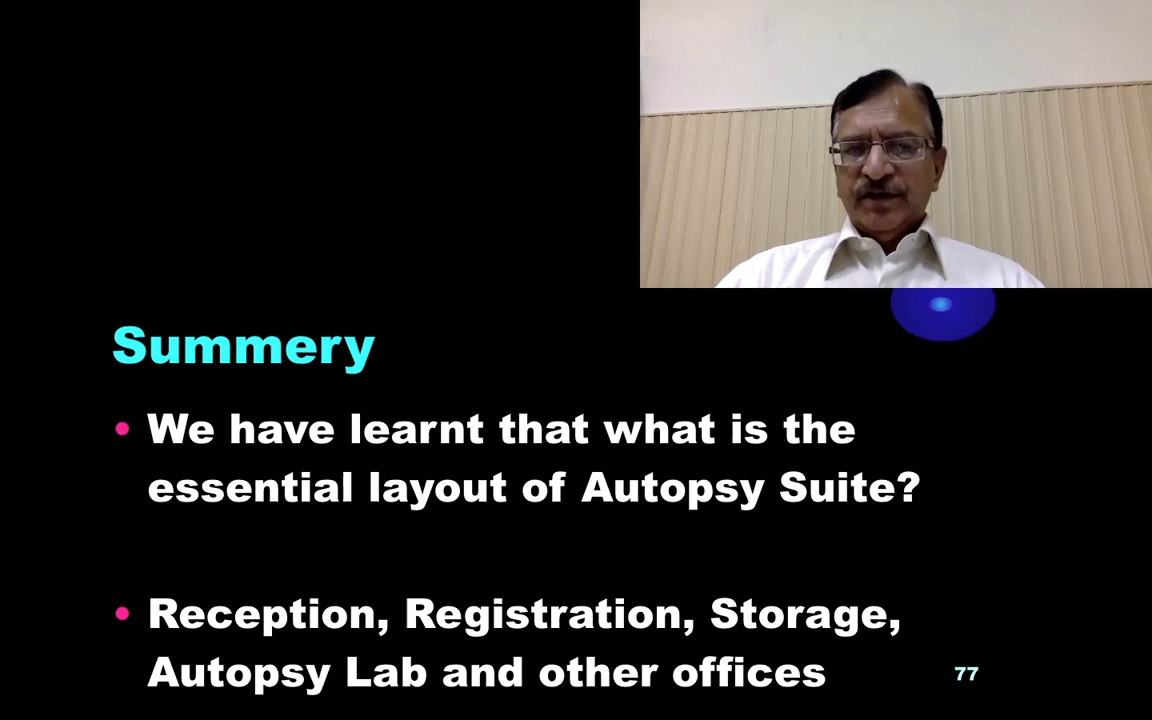 Summery
• We have learnt that what is the
essential layout of Autopsy Suite?
• Reception, Registration, Storage,
Autopsy Lab and other offices
77